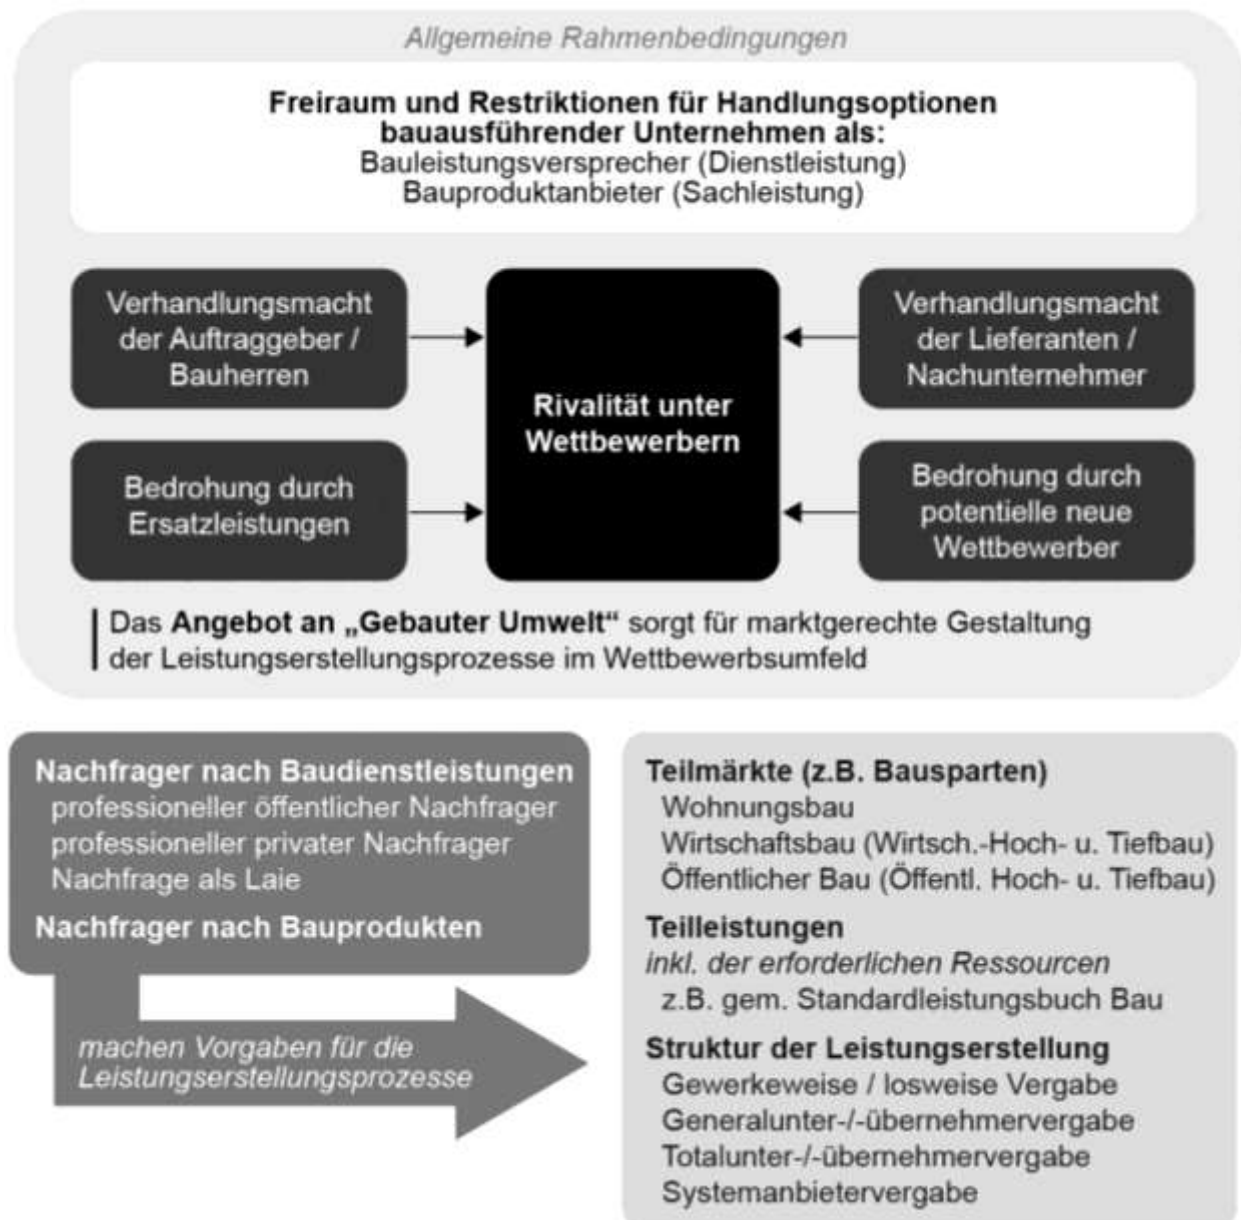 Allgemeine Rahmenbedingungen
Freiraum und Restriktionen für Handlungsoptionen
bauausführender Unternehmen als:
Bauleistungsversprecher (Dienstleistung)
Bauproduktanbieter (Sachleistung)
Verhandlungsmacht
der Auftraggeber /
Bauherren
Bedrohung durch
Ersatzleistungen
Rivalität unter
Wettbewerbern
Verhandlungsmacht
der Lieferanten /
Nachunternehmer
Bedrohung durch
potentielle neue
Wettbewerber
Das Angebot an „Gebauter Umwelt“ sorgt für marktgerechte Gestaltung
der Leistungserstellungsprozesse im Wettbewerbsumfeld
Nachfrager nach Baudienstleistungen
professioneller öffentlicher Nachfrager
professioneller privater Nachfrager
Nachfrage als Laie
Nachfrager nach Bauprodukten
machen Vorgaben für die
Leistungserstellungsprozesse
Teilmärkte (z.B. Bausparten)
Wohnungsbau
Wirtschaftsbau (Wirtsch.-Hoch- u. Tiefbau)
Öffentlicher Bau (Öffentl. Hoch- u. Tiefbau)
Teilleistungen
inkl. der erforderlichen Ressourcen
z.B. gem. Standardleistungsbuch Bau
Struktur der Leistungserstellung
Gewerkeweise / losweise Vergabe
Generalunter-/-übernehmervergabe
Totalunter-/-übernehmervergabe
Systemanbietervergabe